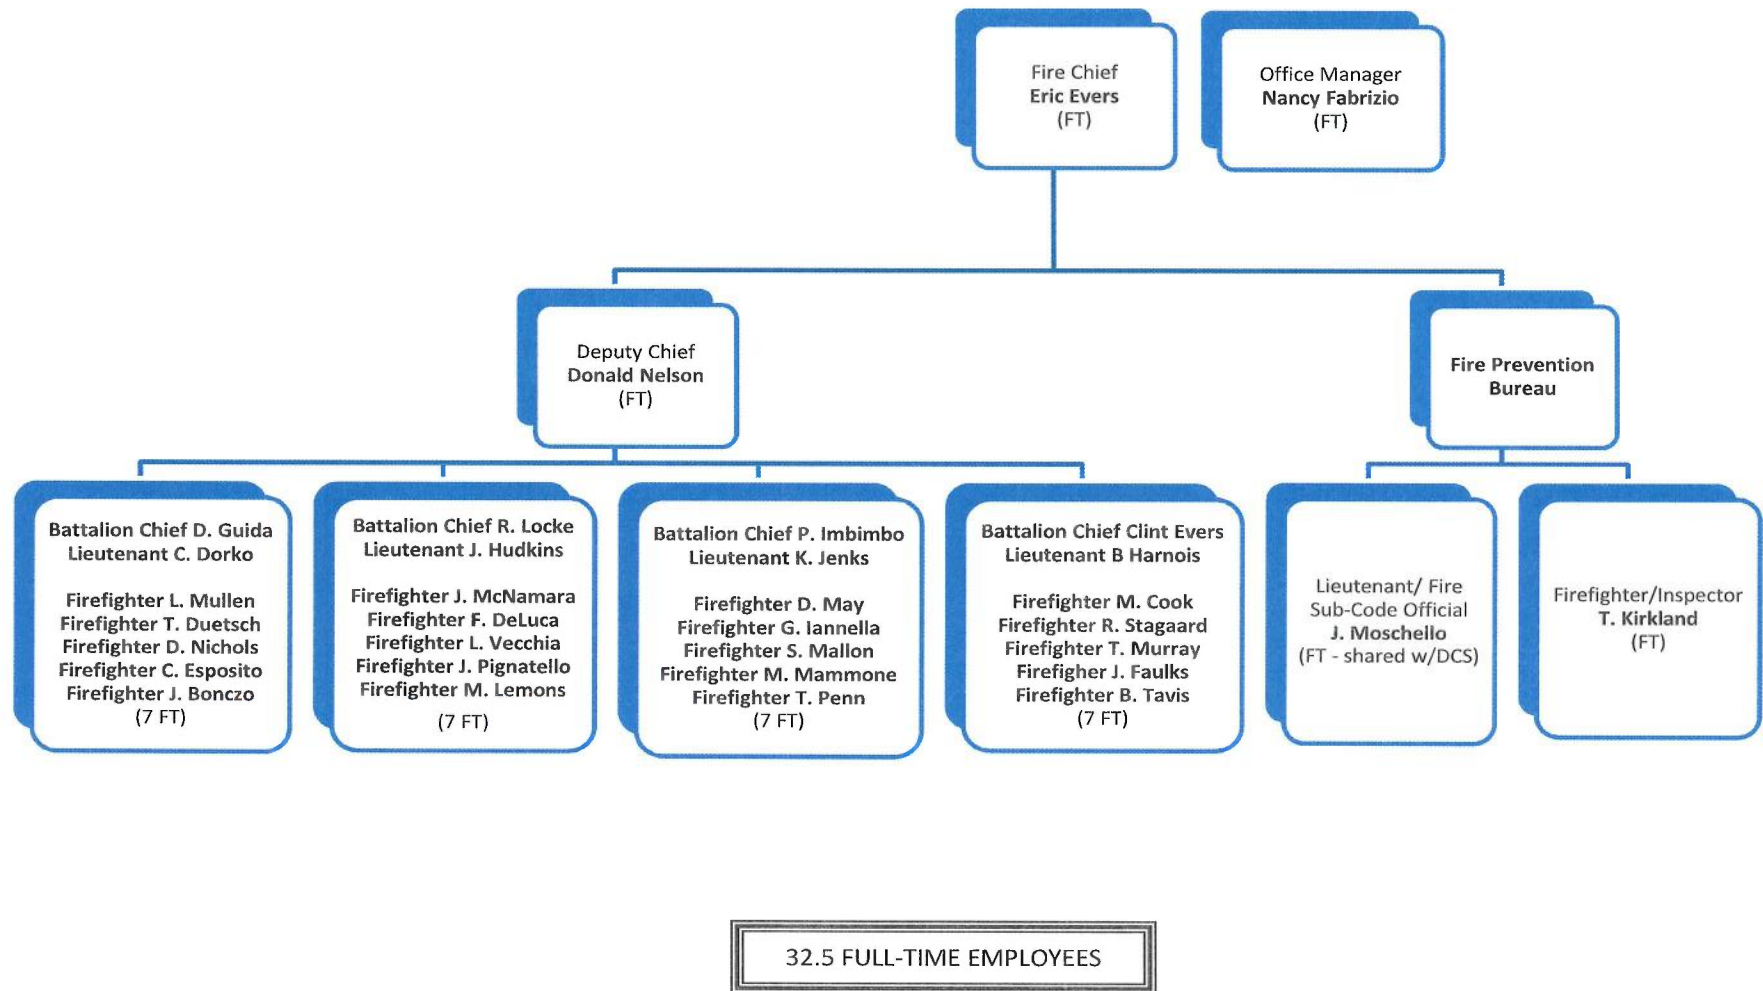 Fire Chief
Eric Evers
(FT)
Office Manager
Nancy Fabrizio
(FT)
Deputy Chief
Donald Nelson
(FT)
Fire Prevention
Bureau
Battalion Chief D. Guida
Lieutenant C. Dorko
Firefighter L. Mullen
Firefighter T. Duetsch
Firefighter D. Nichols
Firefighter C. Esposito
Firefighter J. Bonczo
(7 FT)
Battalion Chief R. Locke
Lieutenant J. Hudkins
Firefighter J. McNamara
Firefighter F. DeLuca
Firefighter L. Vecchia
Firefighter J. Pignatello
Firefighter M. Lemons
(7 FT)
Battalion Chief P. Imbimbo
Lieutenant K. Jenks
Firefighter D. May
Firefighter G. Iannella
Firefighter S. Mallon
Firefighter M. Mammone
Firefighter T. Penn
(7 FT)
Battalion Chief Clint Evers
Lieutenant B Harnois
Firefighter M. Cook
Firefighter R. Stagaard
Firefighter T. Murray
Firefigher J. Faulks
Firefighter B. Tavis
(7 FT)
Lieutenant/ Fire
Sub-Code Official
J. Moschello
(FT - shared w/DCS)
Firefighter/Inspector
T. Kirkland
(FT)
32.5 FULL-TIME EMPLOYEES